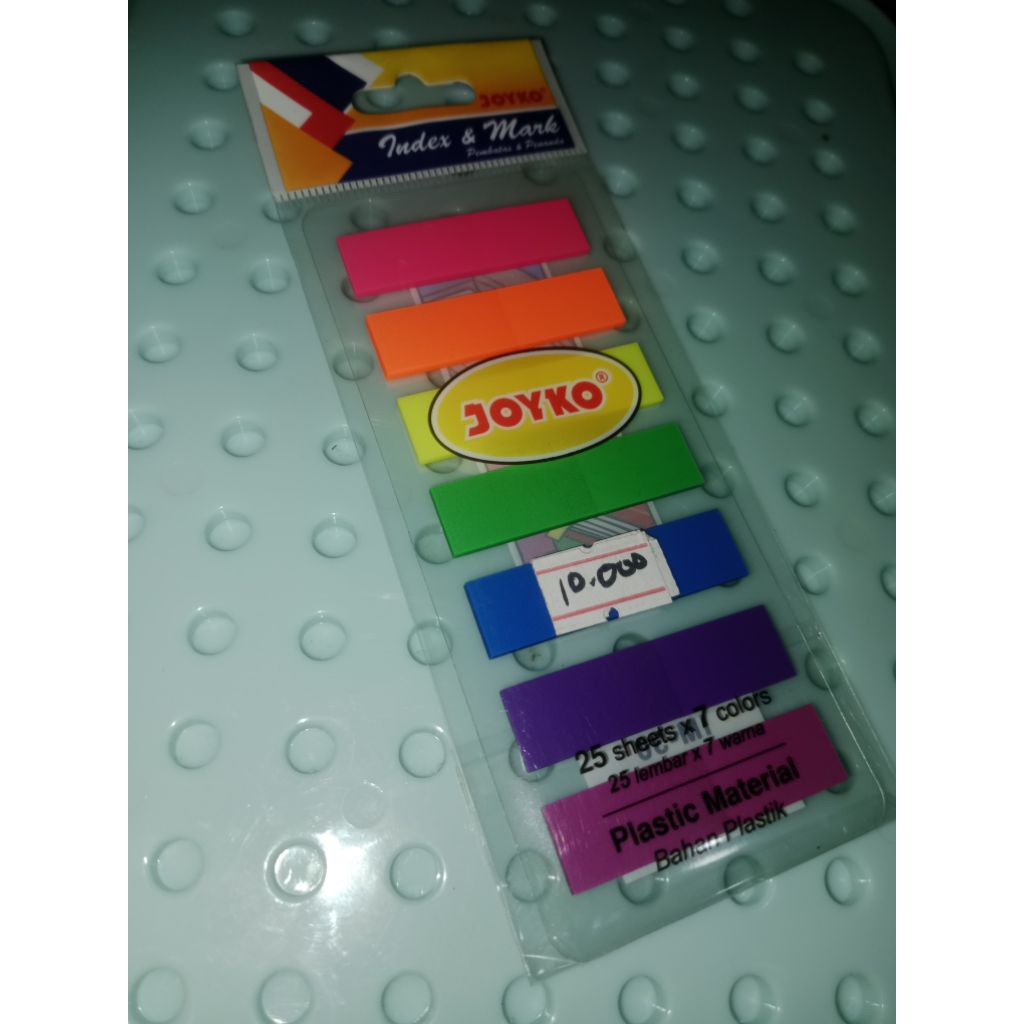 JOYKO
Index & Mark
Pembatas & Penanda
JOYKO®
10.000
25 sheets x 7 colors
25 lembar x 7 warna
Plastic Material
Bahan Plastik